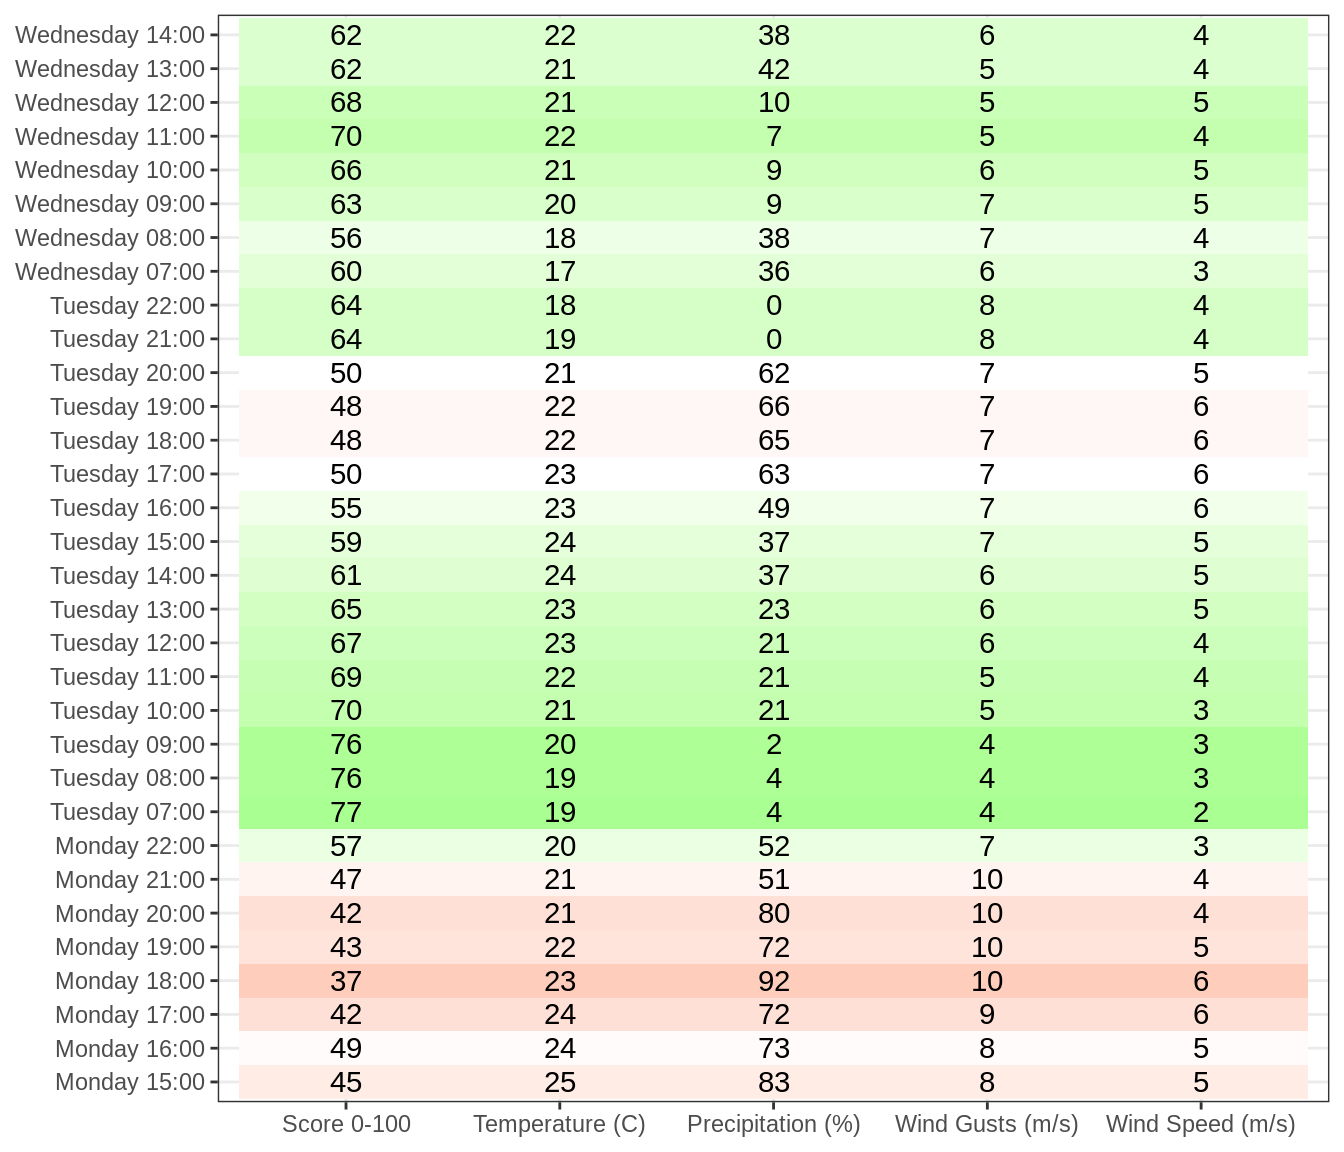 Wednesday 14:00 62 22 38 6 4
Wednesday 13:00 62 21 42 5 4
Wednesday 12:00 68 21 10 5 5
Wednesday 11:00 70 22 7 5 4
Wednesday 10:00 66 21 9 6 5
Wednesday 09:00 63 20 9 7 5
Wednesday 08:00 56 18 38 7 4
Wednesday 07:00 60 17 36 6 3
Tuesday 22:00 64 18 0 8 4
Tuesday 21:00 64 19 0 8 4
Tuesday 20:00 50 21 62 7 5
Tuesday 19:00 48 22 66 7 6
Tuesday 18:00 48 22 65 7 6
Tuesday 17:00 50 23 63 7 6
Tuesday 16:00 55 23 49 7 6
Tuesday 15:00 59 24 37 7 5
Tuesday 14:00 61 24 37 6 5
Tuesday 13:00 65 23 23 6 5
Tuesday 12:00 67 23 21 6 4
Tuesday 11:00 69 22 21 5 4
Tuesday 10:00 70 21 21 5 3
Tuesday 09:00 76 20 2 4 3
Tuesday 08:00 76 19 4 4 3
Tuesday 07:00 77 19 4 4 2
Monday 22:00 57 20 52 7 3
Monday 21:00 47 21 51 10 4
Monday 20:00 42 21 80 10 4
Monday 19:00 43 22 72 10 5
Monday 18:00 37 23 92 10 6
Monday 17:00 42 24 72 9 6
Monday 16:00 49 24 73 8 5
Monday 15:00 45 25 83 8 5
Score 0-100 Temperature (C) Precipitation (%) Wind Gusts (m/s) Wind Speed (m/s)